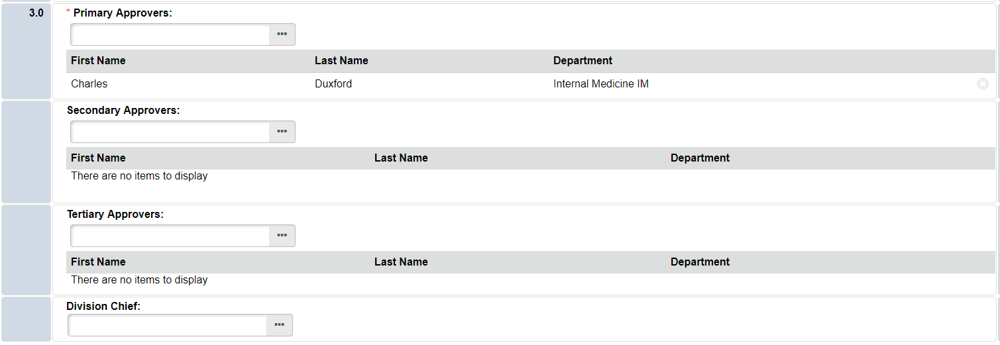 3.0
* Primary Approvers:
...
First Name Last Name Department
Charles Duxford Internal Medicine IM
Secondary Approvers:
...
First Name Last Name Department
There are no items to display
Tertiary Approvers:
...
First Name Last Name Department
There are no items to display
Division Chief:
...